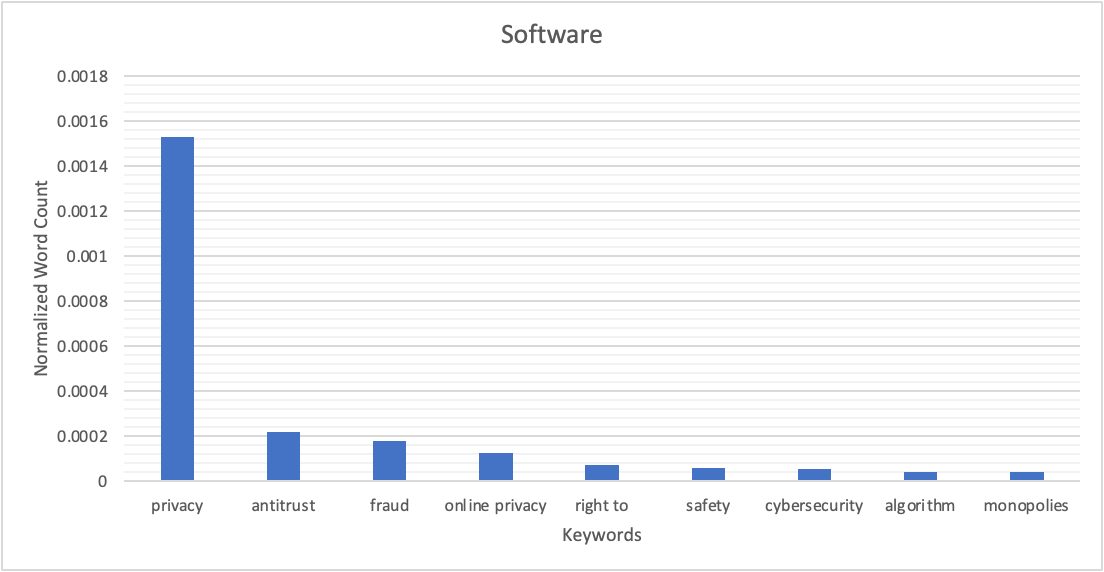 Software
0.0018
0.0016
0.0014
0.0012
0.001
0.0008
0.0006
0.0004
0.0002
0
Normalized Word Count
privacy antitrust fraud online privacy right to safety cybersecurity algorithm monopolies
Keywords